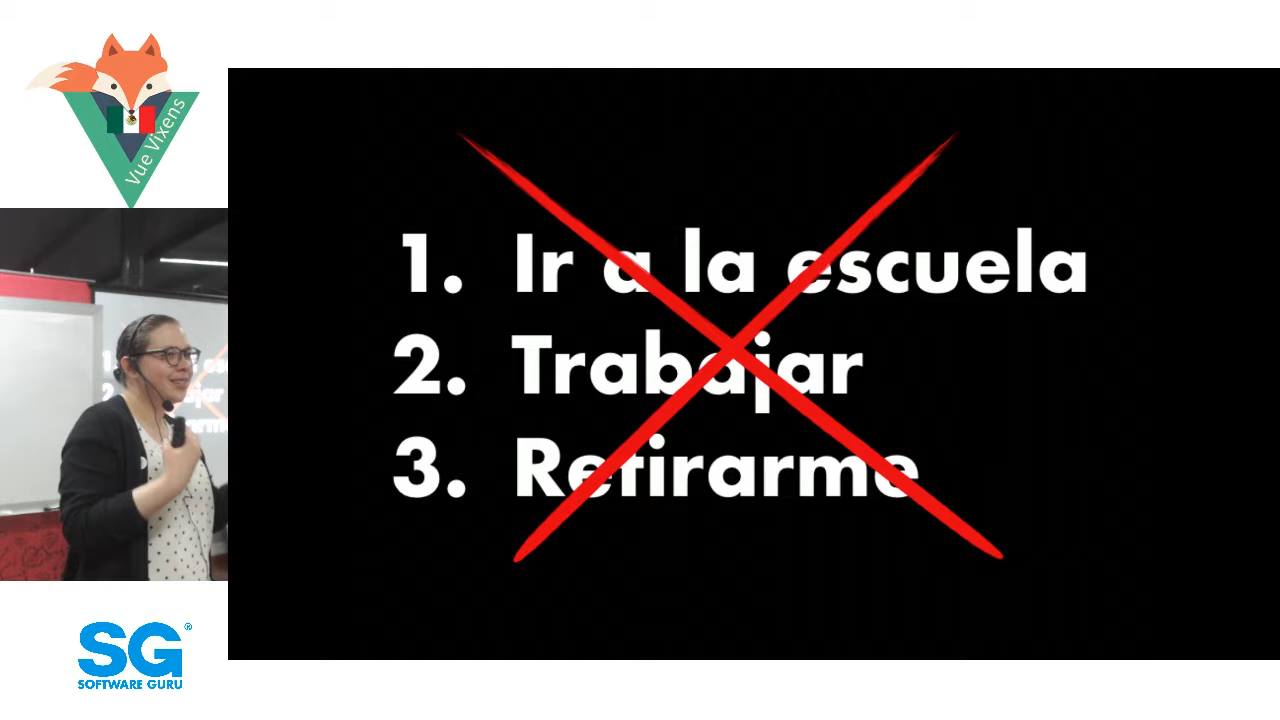 Vue Vixens
1. Ir a la escuela
2. Trabajar
3. Retirarme
SG®
SOFTWARE GURU